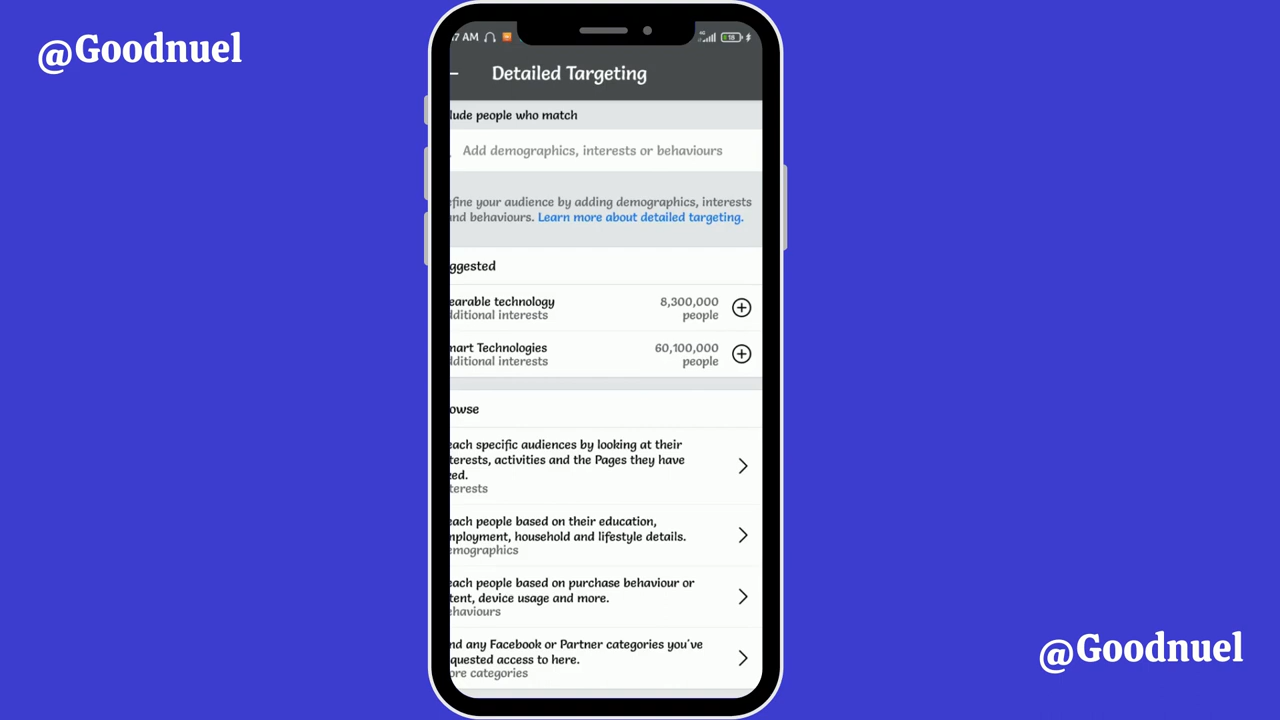 @Goodnuel
7 AM
Detailed Targeting
lude people who match
Add demographics, interests or behaviours
efine your audience by adding demographics, interests
and behaviours. Learn more about detailed targeting.
ggested
earable technology
8,300,000
dditional interests
people
mart Technologies
60,100,000
dditional interests
people
owse
each specific audiences by looking at their
terests, activities and the Pages they have
ked.
terests
each people based on their education,
mployment, household and lifestyle details.
emographics
each people based on purchase behaviour or
tent, device usage and more.
ehaviours
nd any Facebook or Partner categories you've
quested access to here.
ore categories
@Goodnuel